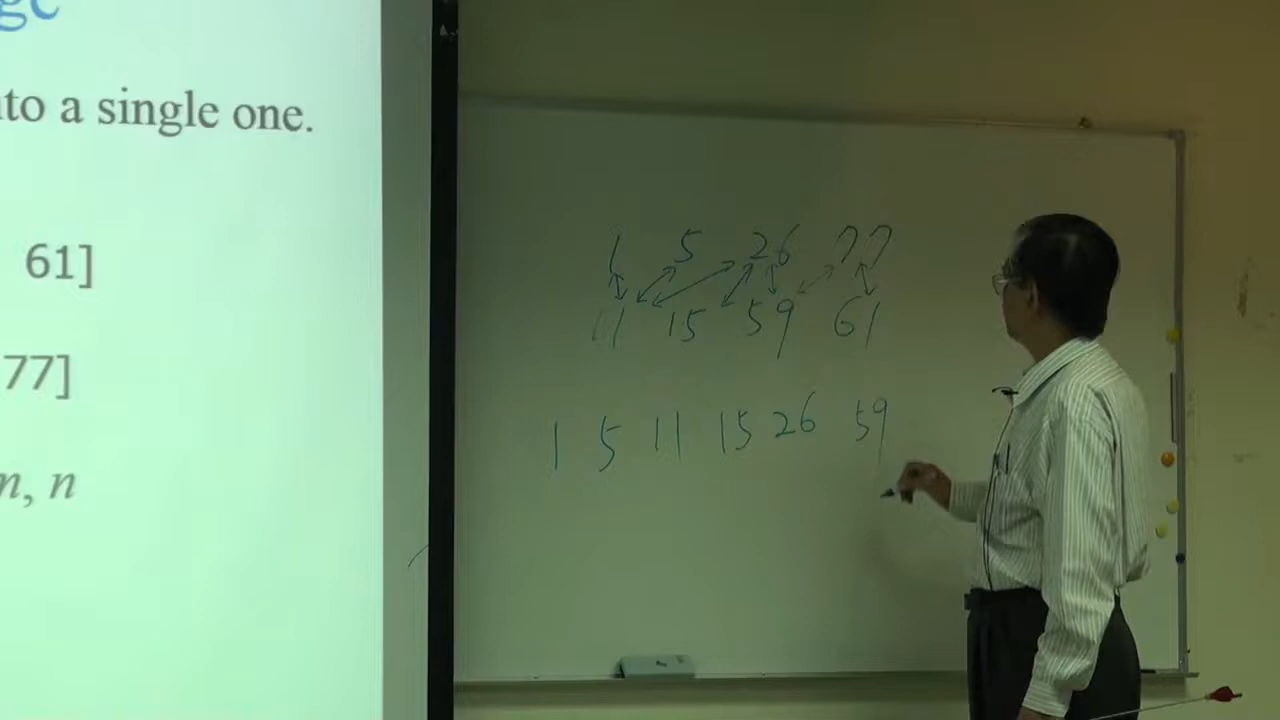 to a single one.
61]
77]
n, n
1 5 26 77
11 15 59 61
1 5 11 15 26 59